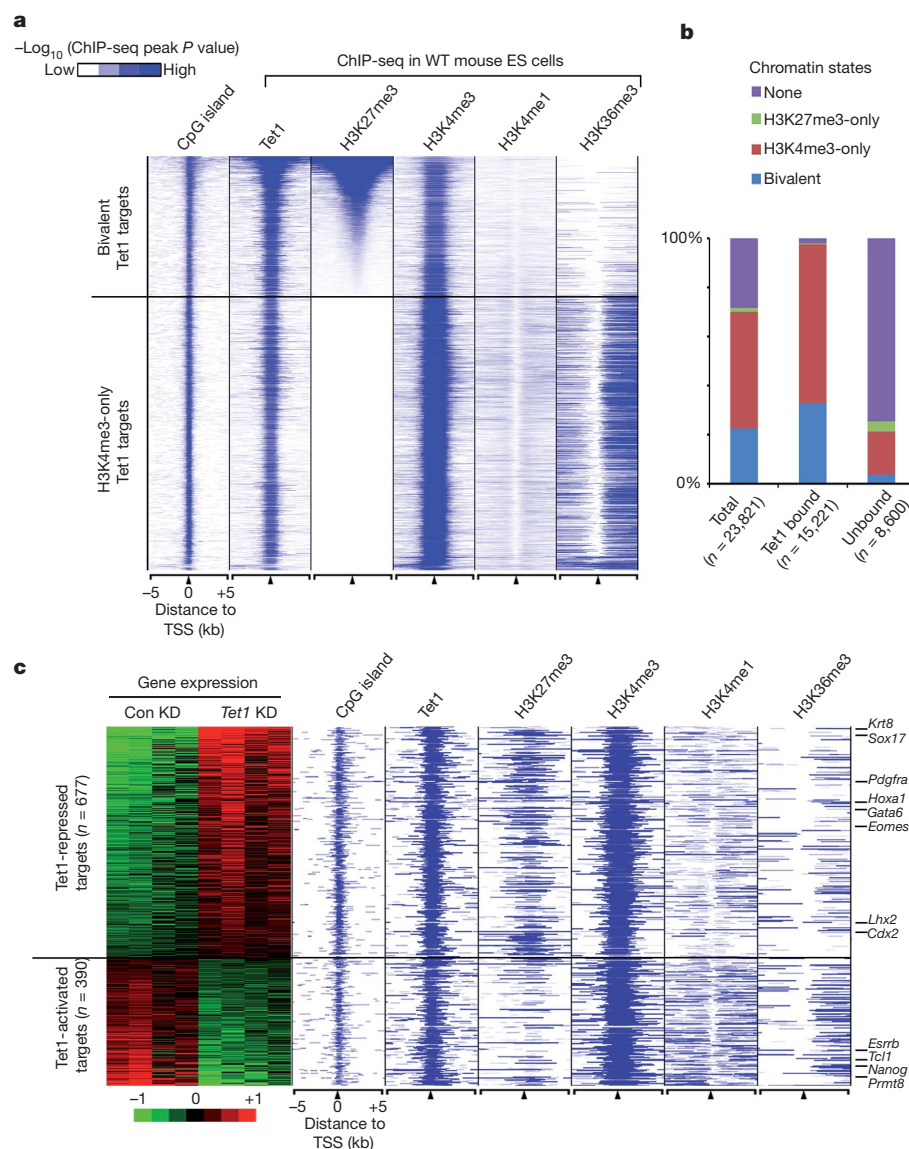 a
–Log10 (ChIP-seq peak P value)
Low High
ChIP-seq in WT mouse ES cells
CpG island
Tet1
H3K27me3
H3K4me3
H3K4me1
H3K36me3
Bivalent
Tet1 targets
H3K4me3-only
Tet1 targets
–5 0 +5
Distance to
TSS (kb)
b
Chromatin states
None
H3K27me3-only
H3K4me3-only
Bivalent
100%
0%
Total
(n = 23,821)
Tet1 bound
(n = 15,221)
Unbound
(n = 8,600)
c
Gene expression
Con KD Tet1 KD
CpG island
Tet1
H3K27me3
H3K4me3
H3K4me1
H3K36me3
Tet1-repressed
targets (n = 677)
Tet1-activated
targets (n = 390)
Krt8
Sox17
Pdgfra
Hoxa1
Gata6
Eomes
Lhx2
Cdx2
Esrrb
Tcl1
Nanog
Prmt8
–1 0 +1
–5 0 +5
Distance to
TSS (kb)